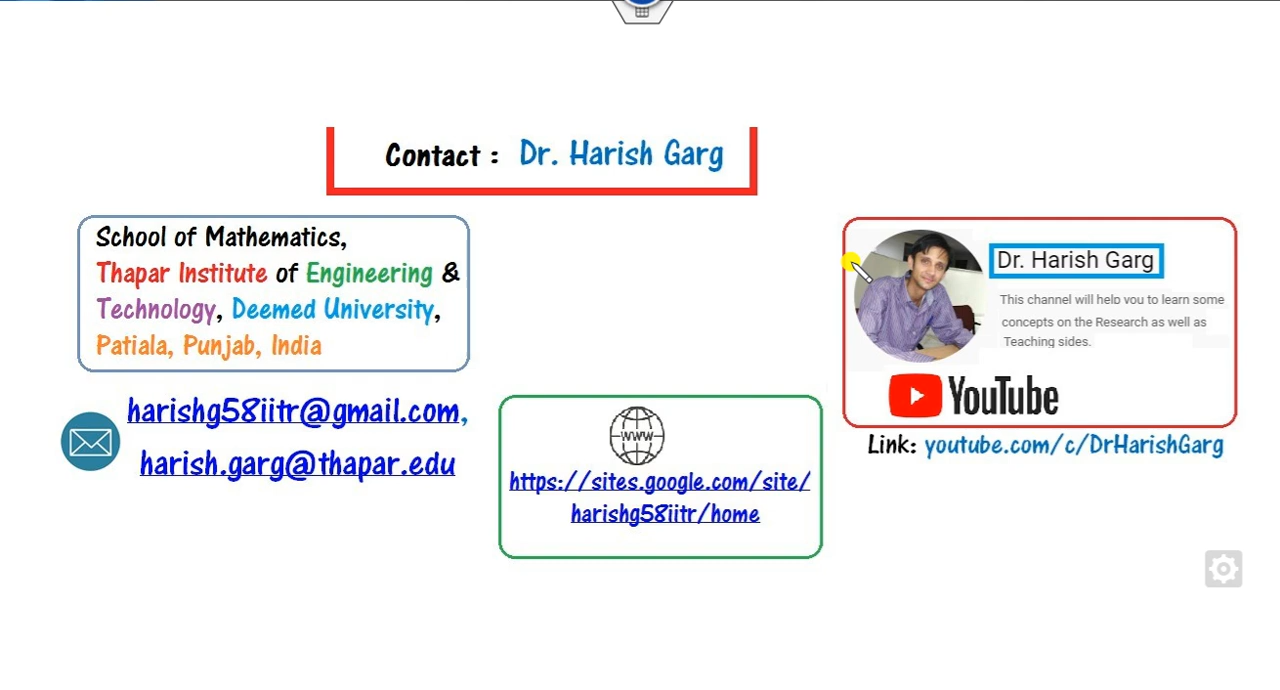 Contact : Dr. Harish Garg
School of Mathematics,
Thapar Institute of Engineering &
Technology, Deemed University,
Patiala, Punjab, India
harishg58iitr@gmail.com,
harish.garg@thapar.edu
WWW
https://sites.google.com/site/
harishg58iitr/home
Dr. Harish Garg
This channel will help you to learn some
concepts on the Research as well as
Teaching sides.
YouTube
Link: youtube.com/c/DrHarishGarg